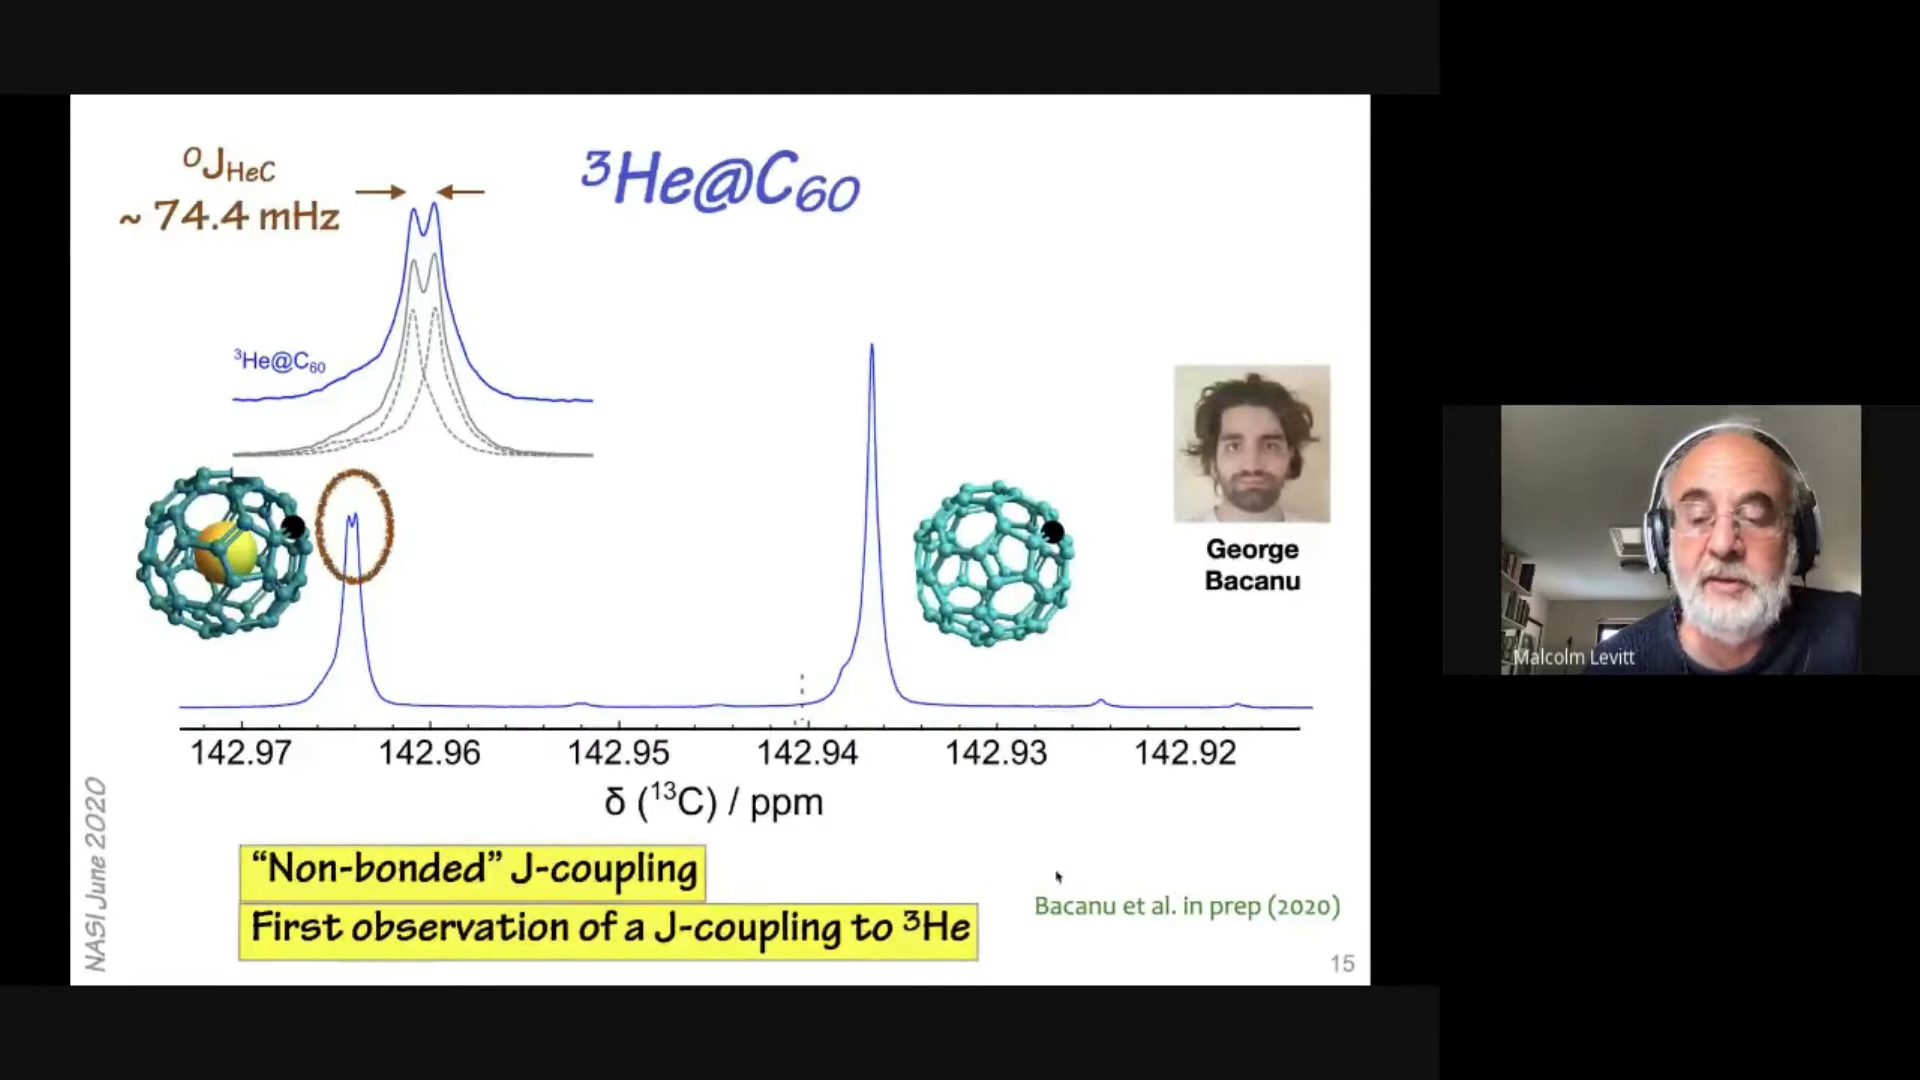 ⁰J_HeC
~ 74.4 mHz
³He@C₆₀
³He@C₆₀
142.97 142.96 142.95 142.94 142.93 142.92
δ (¹³C) / ppm
George
Bacanu
Malcolm Levitt
"Non-bonded" J-coupling
First observation of a J-coupling to ³He
Bacanu et al. in prep (2020)
NASI June 2020
15